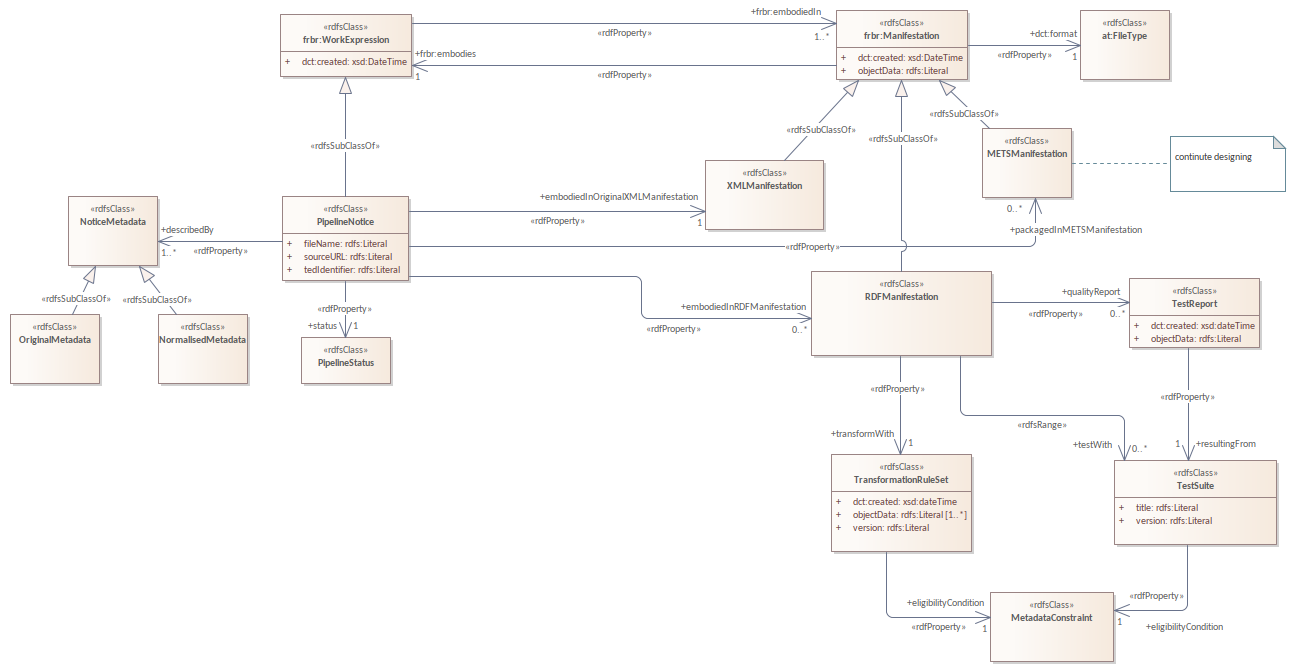 «rdfsClass»
frbr:WorkExpression
+ dct:created: xsd:DateTime
+frbr:embodiedIn
«rdfProperty»
1..*
+frbr:embodies
«rdfProperty»
1
«rdfsClass»
frbr:Manifestation
+ dct:created: xsd:DateTime
+ objectData: rdfs:Literal
+dct:format
«rdfProperty»
1
«rdfsClass»
at:FileType
«rdfsSubClassOf»
«rdfsSubClassOf»
«rdfsSubClassOf»
«rdfsSubClassOf»
«rdfsClass»
METSManifestation
continute designing
«rdfsClass»
XMLManifestation
«rdfsClass»
NoticeMetadata
+describedBy
1..*
«rdfProperty»
«rdfsClass»
PipelineNotice
+ fileName: rdfs:Literal
+ sourceURL: rdfs:Literal
+ tedIdentifier: rdfs:Literal
+embodiedInOriginalXMLManifestation
«rdfProperty»
1
0..*
+packagedInMETSManifestation
«rdfProperty»
«rdfsSubClassOf»
«rdfsSubClassOf»
«rdfsClass»
OriginalMetadata
«rdfsClass»
NormalisedMetadata
«rdfProperty»
+status
1
«rdfsClass»
PipelineStatus
+embodiedInRDFManifestation
«rdfProperty»
0..*
«rdfsClass»
RDFManifestation
+qualityReport
«rdfProperty»
0..*
«rdfsClass»
TestReport
+ dct:created: xsd:dateTime
+ objectData: rdfs:Literal
«rdfProperty»
+transformWith
1
«rdfsRange»
+testWith
0..*
«rdfProperty»
1
+resultingFrom
«rdfsClass»
TransformationRuleSet
+ dct:created: xsd:dateTime
+ objectData: rdfs:Literal [1..*]
+ version: rdfs:Literal
«rdfsClass»
TestSuite
+ title: rdfs:Literal
+ version: rdfs:Literal
+eligibilityCondition
«rdfProperty»
1
«rdfsClass»
MetadataConstraint
«rdfProperty»
1
+eligibilityCondition